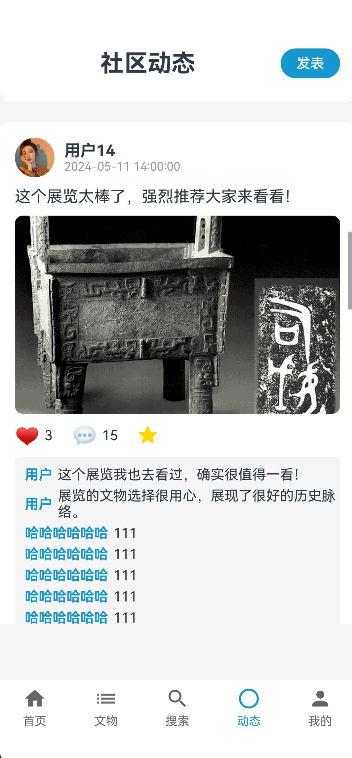 社区动态
发表
用户14
2024-05-11 14:00:00
这个展览太棒了，强烈推荐大家来看看！
3
15
用户 这个展览我也去看过，确实很值得一看！
用户 展览的文物选择很用心，展现了很好的历史脉
络。
哈哈哈哈哈哈 111
哈哈哈哈哈哈 111
哈哈哈哈哈哈 111
哈哈哈哈哈哈 111
哈哈哈哈哈哈 111
首页
文物
搜索
动态
我的